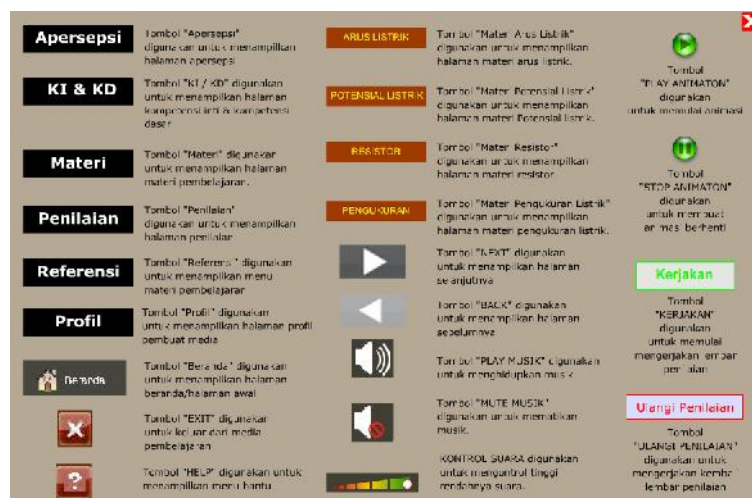 Apersepsi
Tombol "Apersepsi"
digunakan untuk menampilkan
halaman apersepsi
KI & KD
Tombol "KI / KD" digunakan
untuk menampilkan halaman
kompetensi inti & kompetensi
dasar
Materi
Tombol "Materi" digunakan
untuk menampilkan halaman
materi pembelajaran.
Penilaian
Tombol "Penilaian"
digunakan untuk menampilkan
halaman penilaian
Referensi
Tombol "Referensi" digunakan
untuk menampilkan menu
materi pembelajaran
Profil
Tombol "Profil" digunakan
untuk menampilkan halaman profil
pembuat media
Beranda
Tombol "Beranda" digunakan
untuk menampilkan halaman
beranda/halaman awal
Tombol "EXIT" digunakan
untuk keluar dari media
pembelajaran
?
Tombol "HELP" digunakan untuk
menampilkan menu bantu
ARUS LISTRIK
Tombol "Materi Arus Listrik"
digunakan untuk menampilkan
halaman materi arus listrik.
POTENSIAL LISTRIK
Tombol "Materi Potensial Listrik"
digunakan untuk menampilkan
halaman materi Potensial listrik.
RESISTOR
Tombol "Materi Resistor"
digunakan untuk menampilkan
halaman materi resistor
PENGUKURAN
Tombol "Materi Pengukuran Listrik"
digunakan untuk menampilkan
halaman materi pengukuran listrik.
Tombol "NEXT" digunakan
untuk menampilkan halaman
selanjutnya
Tombol "BACK" digunakan
untuk menampilkan halaman
sebelumnya
Tombol "PLAY MUSIK" digunakan
untuk menghidupkan musik
Tombol "MUTE MUSIK"
digunakan untuk mematikan
musik.
KONTROL SUARA digunakan
untuk mengontrol tinggi
rendahnya suara.
Tombol
"PLAY ANIMATON"
digunakan
untuk memulai animasi
Tombol
"STOP ANIMATON"
digunakan
untuk membuat
animasi berhenti
Kerjakan
Tombol
"KERJAKAN"
digunakan
untuk memulai
mengerjakan lembar
penilaian
Ulangi Penilaian
Tombol
"ULANGI PENILAIAN"
digunakan untuk
mengerjakan kembali
lembar penilaian